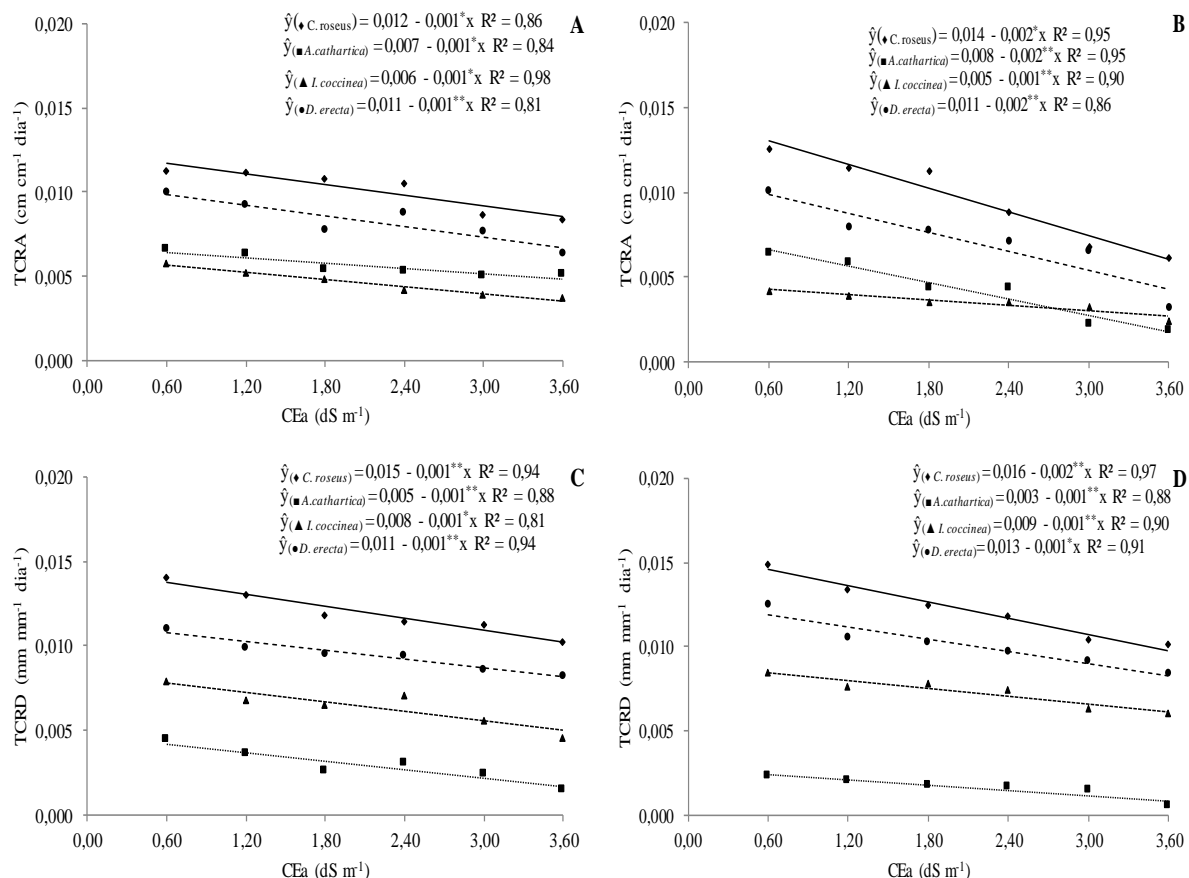 ŷ(♦ C. roseus) = 0,012 - 0,001*x R² = 0,86
ŷ(■ A.cathartica) = 0,007 - 0,001*x R² = 0,84
ŷ(▲ I. coccinea) = 0,006 - 0,001*x R² = 0,98
ŷ(● D. erecta) = 0,011 - 0,001**x R² = 0,81
A
TCRA (cm cm⁻¹ dia⁻¹)
0,020
0,015
0,010
0,005
0,000
0,00 0,60 1,20 1,80 2,40 3,00 3,60
CEa (dS m⁻¹)
ŷ(♦ C. roseus) = 0,014 - 0,002*x R² = 0,95
ŷ(■ A.cathartica) = 0,008 - 0,002**x R² = 0,95
ŷ(▲ I. coccinea) = 0,005 - 0,001**x R² = 0,90
ŷ(● D. erecta) = 0,011 - 0,002**x R² = 0,86
B
TCRA (cm cm⁻¹ dia⁻¹)
0,020
0,015
0,010
0,005
0,000
0,00 0,60 1,20 1,80 2,40 3,00 3,60
CEa (dS m⁻¹)
ŷ(♦ C. roseus) = 0,015 - 0,001**x R² = 0,94
ŷ(■ A.cathartica) = 0,005 - 0,001**x R² = 0,88
ŷ(▲ I. coccinea) = 0,008 - 0,001*x R² = 0,81
ŷ(● D. erecta) = 0,011 - 0,001**x R² = 0,94
C
TCRD (mm mm⁻¹ dia⁻¹)
0,020
0,015
0,010
0,005
0,000
0,00 0,60 1,20 1,80 2,40 3,00 3,60
CEa (dS m⁻¹)
ŷ(♦ C. roseus) = 0,016 - 0,002**x R² = 0,97
ŷ(■ A.cathartica) = 0,003 - 0,001**x R² = 0,88
ŷ(▲ I. coccinea) = 0,009 - 0,001**x R² = 0,90
ŷ(● D. erecta) = 0,013 - 0,001*x R² = 0,91
D
TCRD (mm mm⁻¹ dia⁻¹)
0,020
0,015
0,010
0,005
0,000
0,00 0,60 1,20 1,80 2,40 3,00 3,60
CEa (dS m⁻¹)